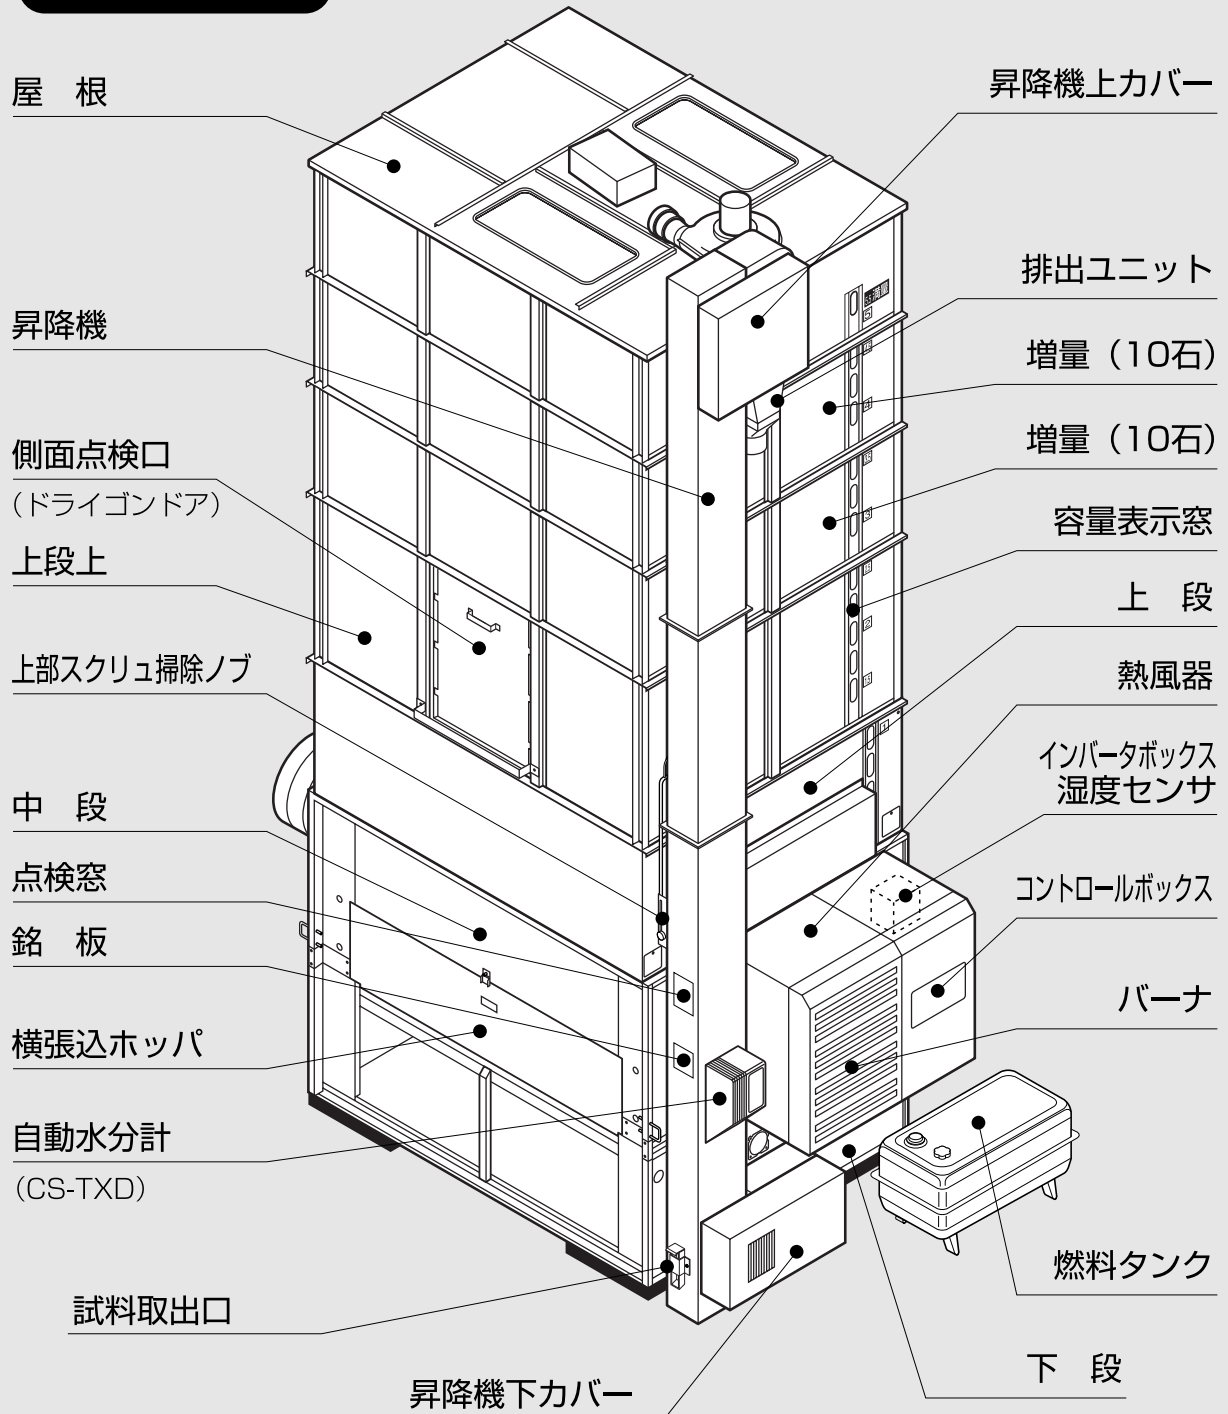 屋　根
昇降機
側面点検口
（ドライゴンドア）
上段上
上部スクリュ掃除ノブ
中　段
点検窓
銘　板
横張込ホッパ
自動水分計
（CS-TXD）
試料取出口
昇降機下カバー
昇降機上カバー
排出ユニット
増量（10石）
増量（10石）
容量表示窓
上　段
熱風器
インバータボックス
湿度センサ
コントロールボックス
バーナ
燃料タンク
下　段